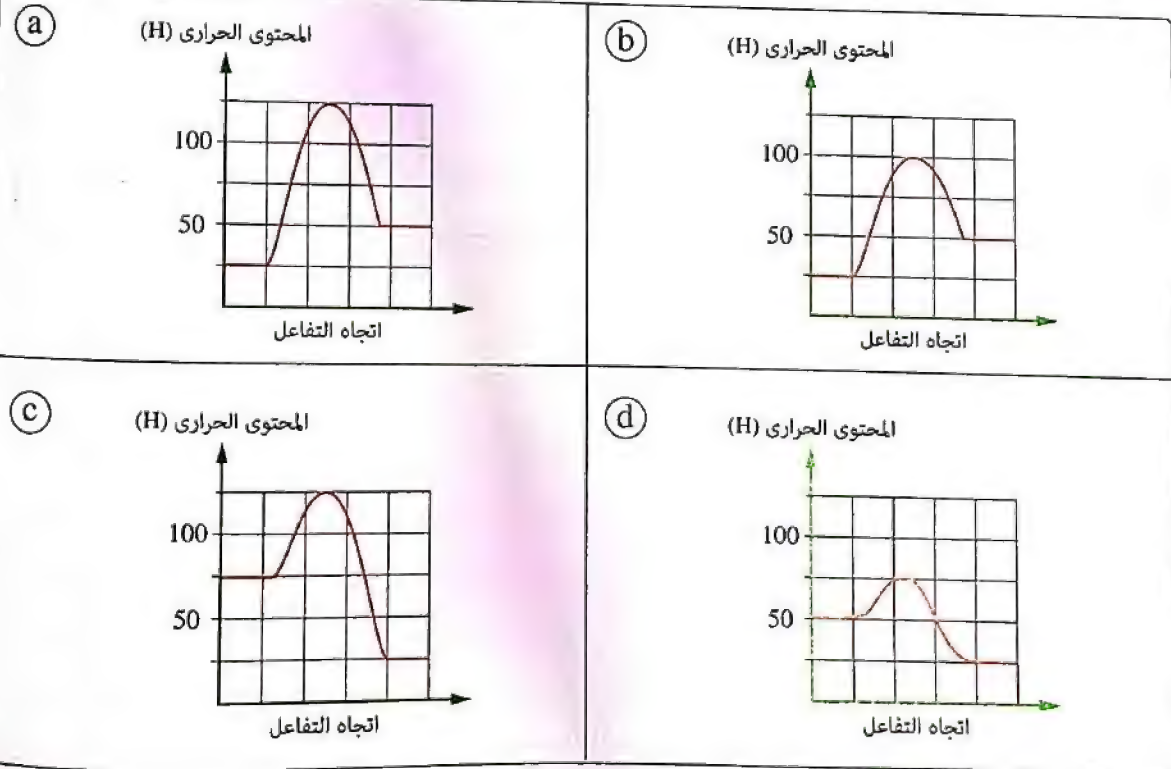 a
المحتوى الحرارى (H)
100
50
اتجاه التفاعل
b
المحتوى الحرارى (H)
100
50
اتجاه التفاعل
c
المحتوى الحرارى (H)
100
50
اتجاه التفاعل
d
المحتوى الحرارى (H)
100
50
اتجاه التفاعل